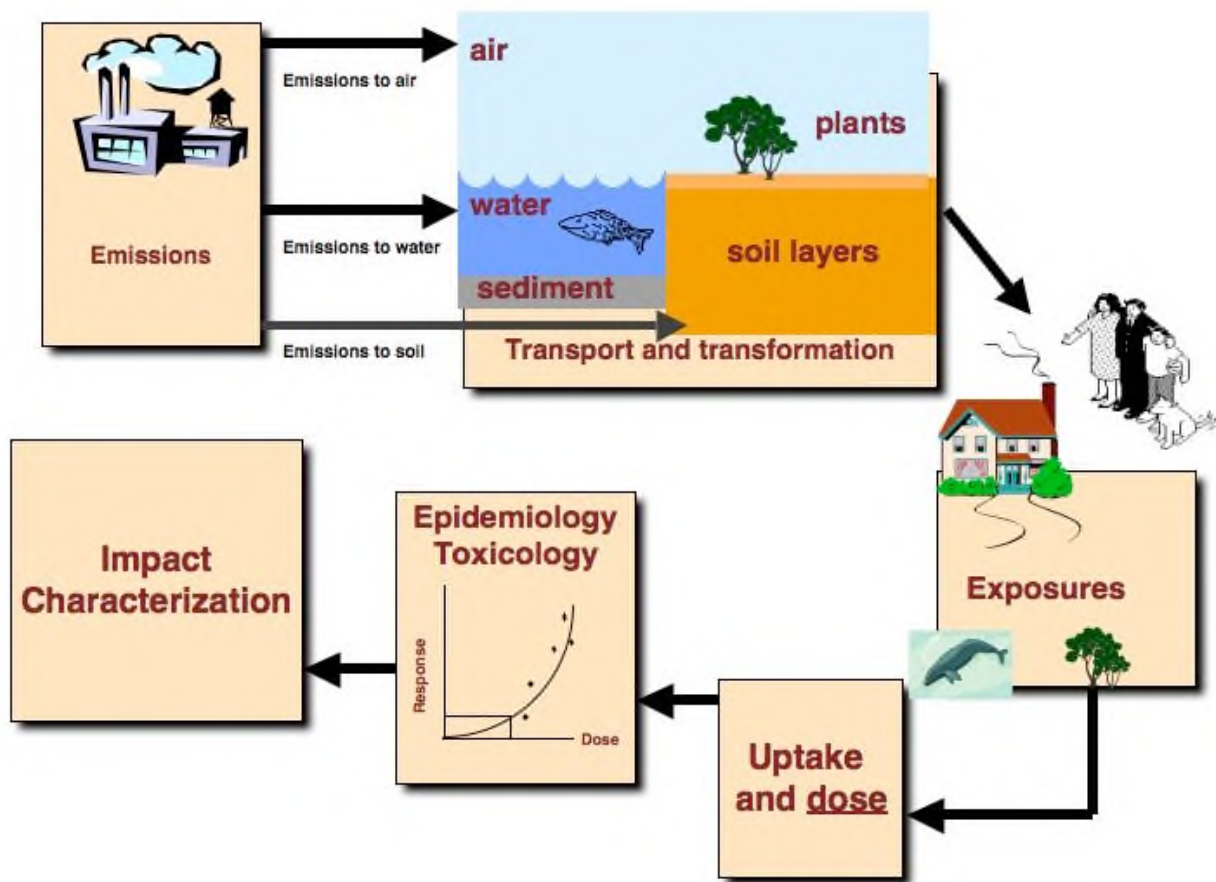 Emissions
Emissions to air
Emissions to water
Emissions to soil
air
plants
water
soil layers
sediment
Transport and transformation
Exposures
Uptake
and dose
Epidemiology
Toxicology
Response
Dose
Impact
Characterization